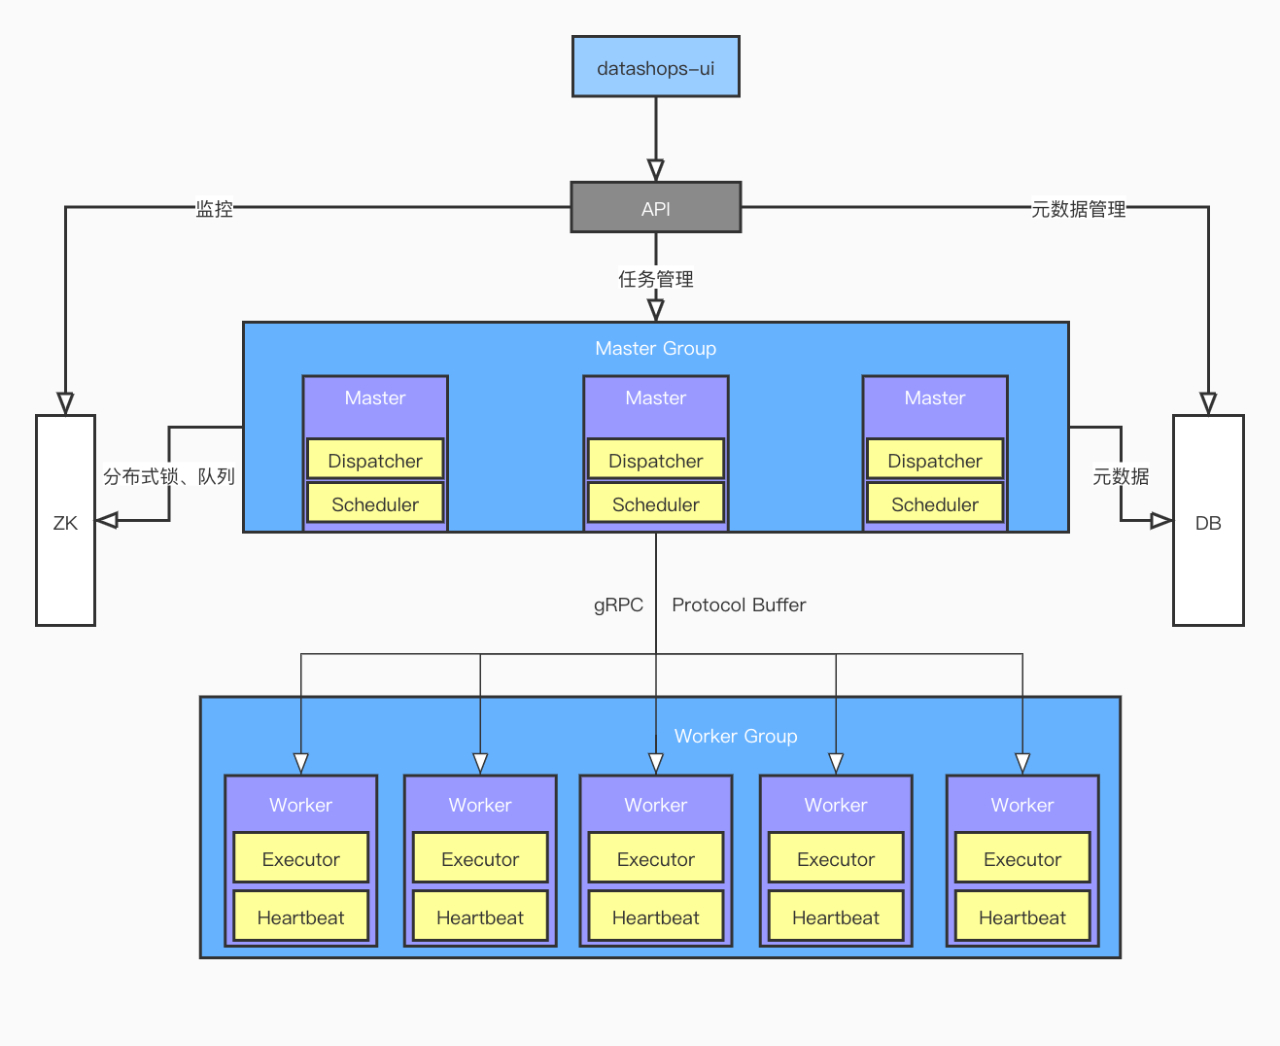 datashops-ui
API
监控
元数据管理
任务管理
Master Group
Master
Master
Master
Dispatcher
Dispatcher
Dispatcher
Scheduler
Scheduler
Scheduler
分布式锁、队列
元数据
ZK
DB
gRPC
Protocol Buffer
Worker Group
Worker
Worker
Worker
Worker
Worker
Executor
Executor
Executor
Executor
Executor
Heartbeat
Heartbeat
Heartbeat
Heartbeat
Heartbeat